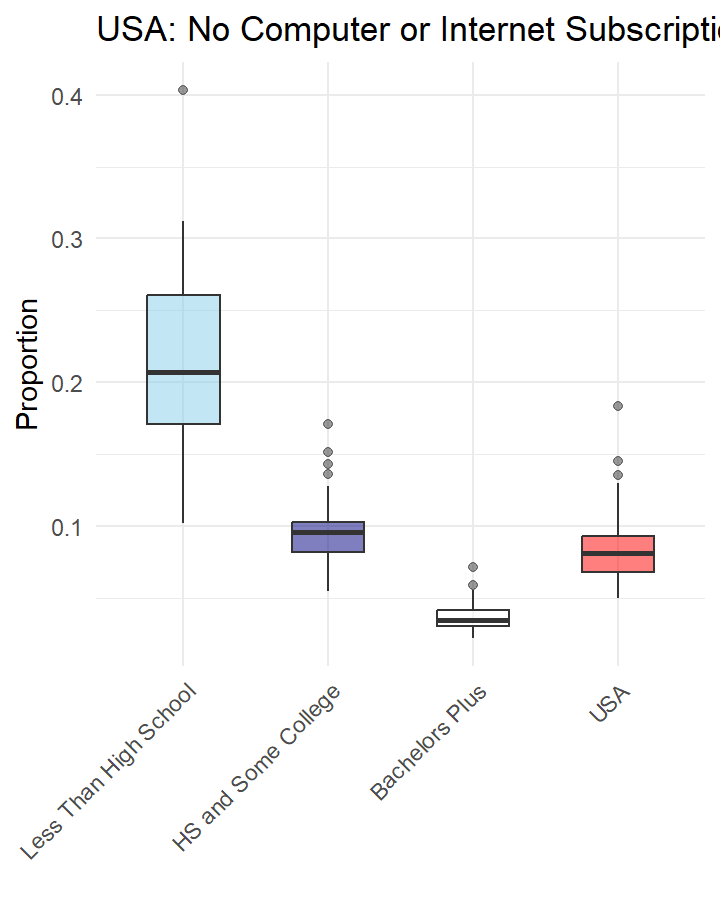 USA: No Computer or Internet Subscripti
0.4
0.3
0.2
0.1
Proportion
Less Than High School
HS and Some College
Bachelors Plus
USA